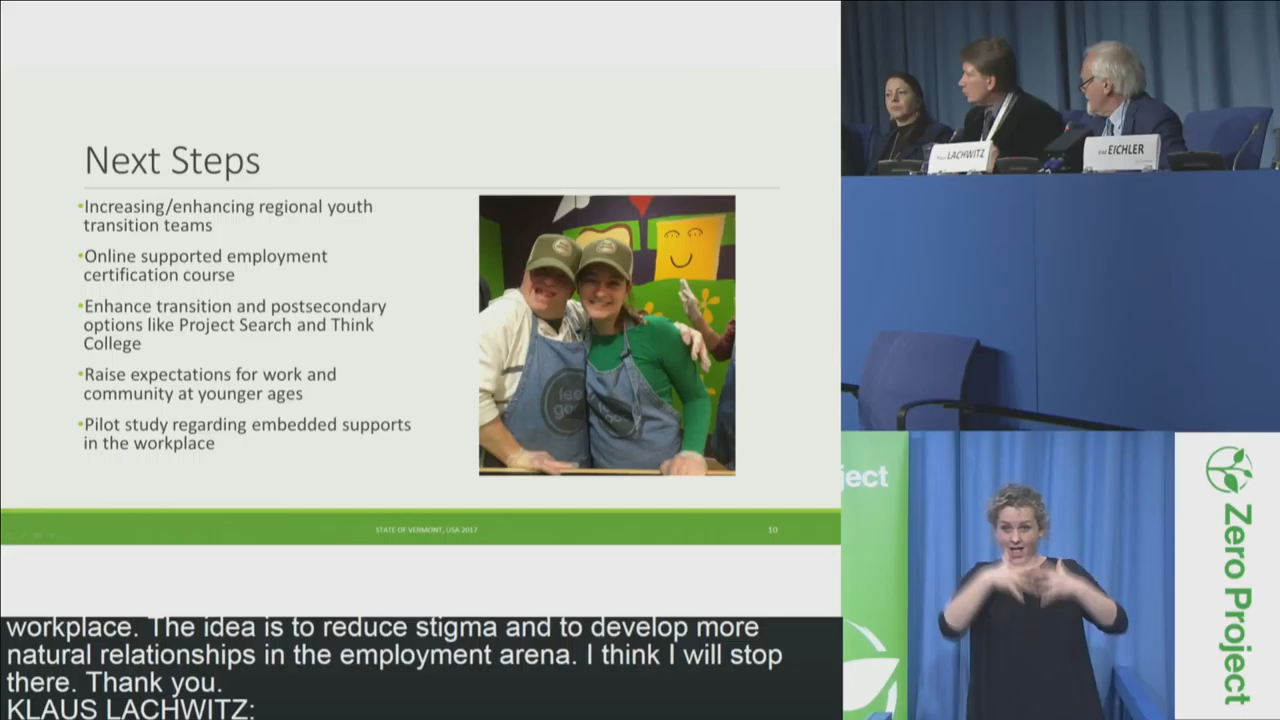 Next Steps
•Increasing/enhancing regional youth
transition teams
•Online supported employment
certification course
•Enhance transition and postsecondary
options like Project Search and Think
College
•Raise expectations for work and
community at younger ages
•Pilot study regarding embedded supports
in the workplace
STATE OF VERMONT, USA 2017
10
workplace. The idea is to reduce stigma and to develop more
natural relationships in the employment arena. I think I will stop
there. Thank you.
KLAUS LACHWITZ:
LACHWITZ
EICHLER
ject
Zero Project